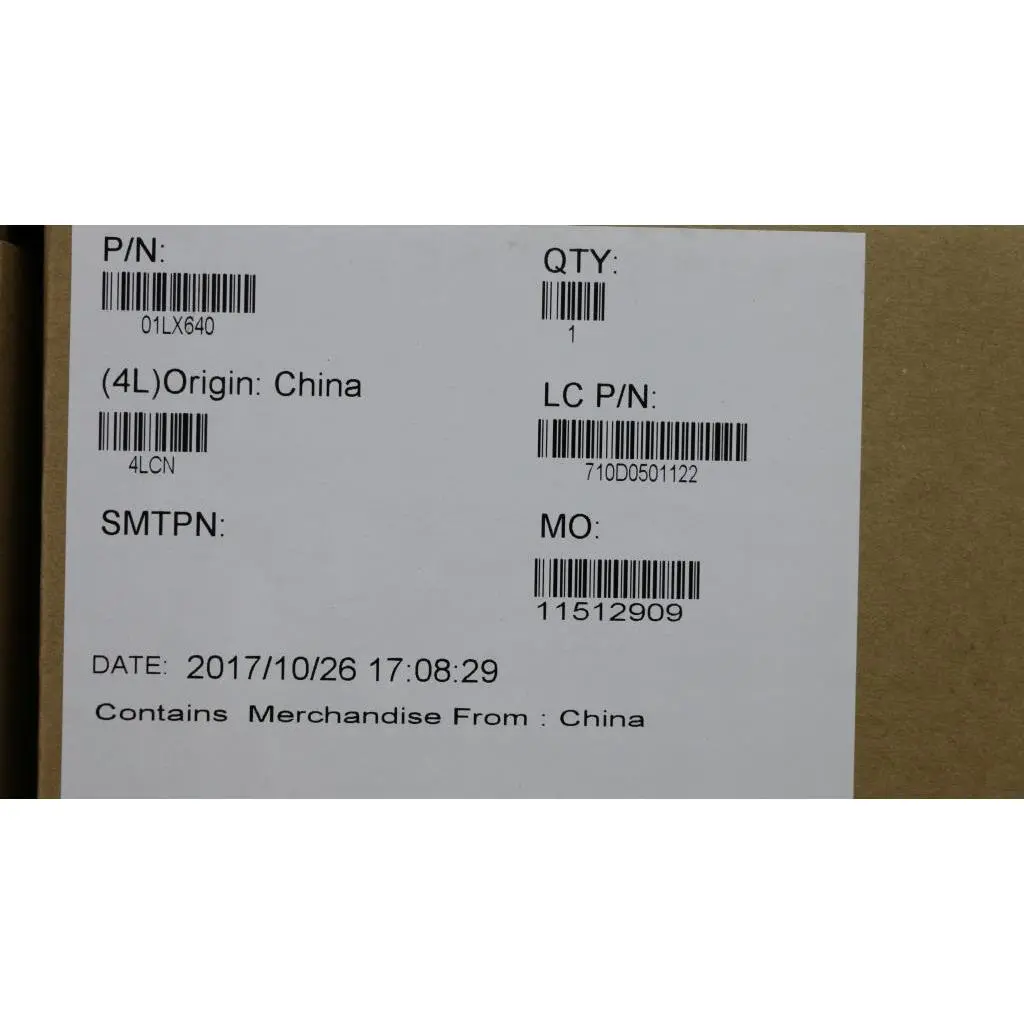 P/N:
01LX640
QTY:
1
(4L)Origin: China
4LCN
LC P/N:
710D0501122
SMTPN:
MO:
11512909
DATE: 2017/10/26 17:08:29
Contains Merchandise From : China